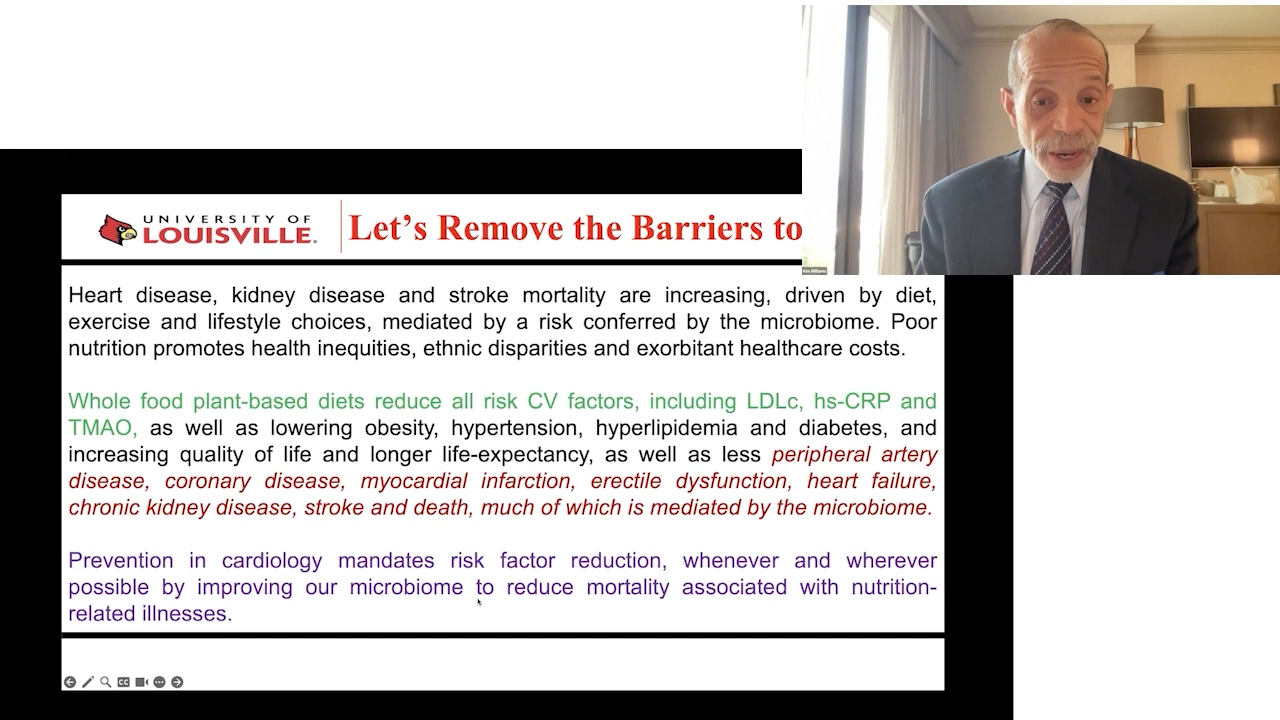 Kim Williams
UNIVERSITY OF
LOUISVILLE.
Let's Remove the Barriers to
Heart disease, kidney disease and stroke mortality are increasing, driven by diet,
exercise and lifestyle choices, mediated by a risk conferred by the microbiome. Poor
nutrition promotes health inequities, ethnic disparities and exorbitant healthcare costs.
Whole food plant-based diets reduce all risk CV factors, including LDLc, hs-CRP and
TMAO, as well as lowering obesity, hypertension, hyperlipidemia and diabetes, and
increasing quality of life and longer life-expectancy, as well as less peripheral artery
disease, coronary disease, myocardial infarction, erectile dysfunction, heart failure,
chronic kidney disease, stroke and death, much of which is mediated by the microbiome.
Prevention in cardiology mandates risk factor reduction, whenever and wherever
possible by improving our microbiome to reduce mortality associated with nutrition-
related illnesses.
CC